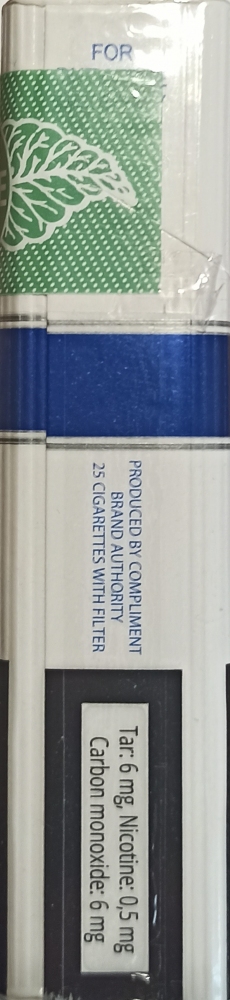 FOR
PRODUCED BY COMPLIMENT
BRAND AUTHORITY
25 CIGARETTES WITH FILTER
Tar: 6 mg, Nicotine: 0,5 mg
Carbon monoxide: 6 mg